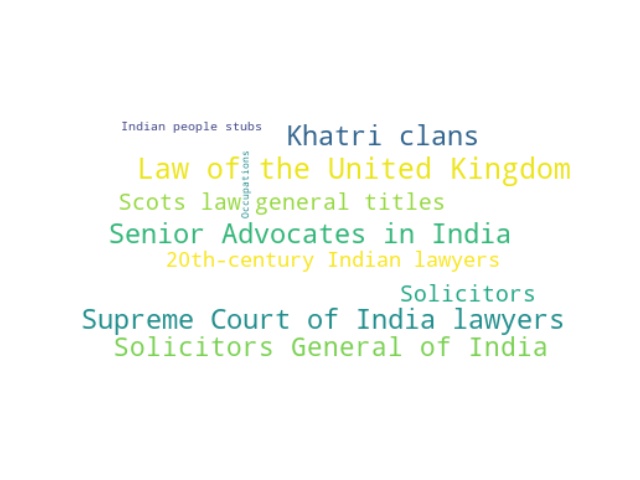 Indian people stubs
Khatri clans
Law of the United Kingdom
Occupations
Scots law general titles
Senior Advocates in India
20th-century Indian lawyers
Solicitors
Supreme Court of India lawyers
Solicitors General of India